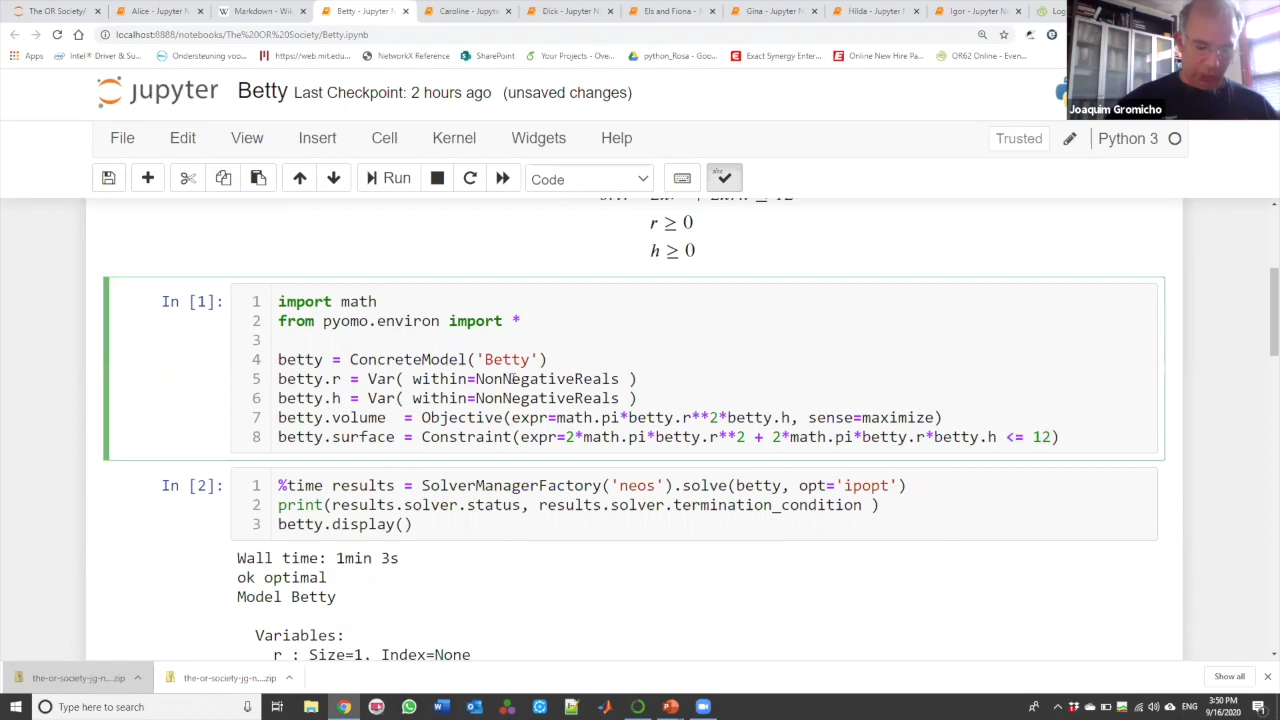 The OR Society/
Alice - Jupyter N
Markdown - Wik
Betty - Jupyter N
Caroline - Jupyte
Dick - Jupyter No
Els and Fiona - J
Gina - Jupyter No
Hilda - Jupyter N
Igor - Jupyter No
Log
localhost:8888/notebooks/The%20OR%20Society/Betty.ipynb
Apps
Intel® Driver & Su...
Ondersteuning voo...
https://web.mit.ed...
NetworkX Reference
SharePoint
Your Projects - Ove...
python_Rosa - Goo...
Exact Synergy Enter...
Online New Hire Pa...
OR62 Online - Even...
jupyter Betty Last Checkpoint: 2 hours ago (unsaved changes)
Joaquim Gromicho
File Edit View Insert Cell Kernel Widgets Help
Trusted
Python 3
Run
Code
r ≥ 0
h ≥ 0
In [1]:
1 import math
2 from pyomo.environ import *
3
4 betty = ConcreteModel('Betty')
5 betty.r = Var( within=NonNegativeReals )
6 betty.h = Var( within=NonNegativeReals )
7 betty.volume  = Objective(expr=math.pi*betty.r**2*betty.h, sense=maximize)
8 betty.surface = Constraint(expr=2*math.pi*betty.r**2 + 2*math.pi*betty.r*betty.h <= 12)
In [2]:
1 %time results = SolverManagerFactory('neos').solve(betty, opt='ipopt')
2 print(results.solver.status, results.solver.termination_condition )
3 betty.display()
Wall time: 1min 3s
ok optimal
Model Betty
Variables:
r : Size=1, Index=None
the-or-society-jg-n....zip
the-or-society-jg-n....zip
Show all
Type here to search
ENG
3:50 PM
9/16/2020